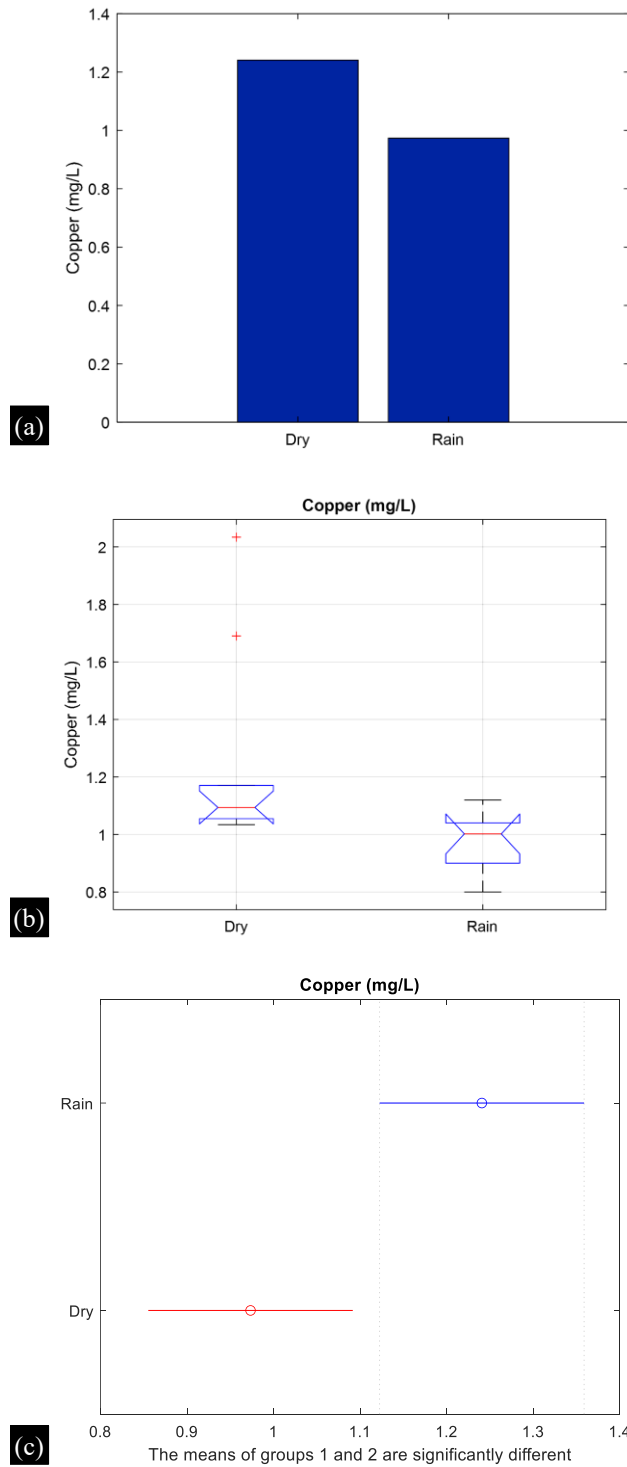 1.4
1.2
1
0.8
0.6
0.4
0.2
0
Copper (mg/L)
Dry Rain
(a)
Copper (mg/L)
2
1.8
1.6
1.4
1.2
1
0.8
Copper (mg/L)
Dry Rain
(b)
Copper (mg/L)
Rain
Dry
0.8 0.9 1 1.1 1.2 1.3 1.4
The means of groups 1 and 2 are significantly different
(c)